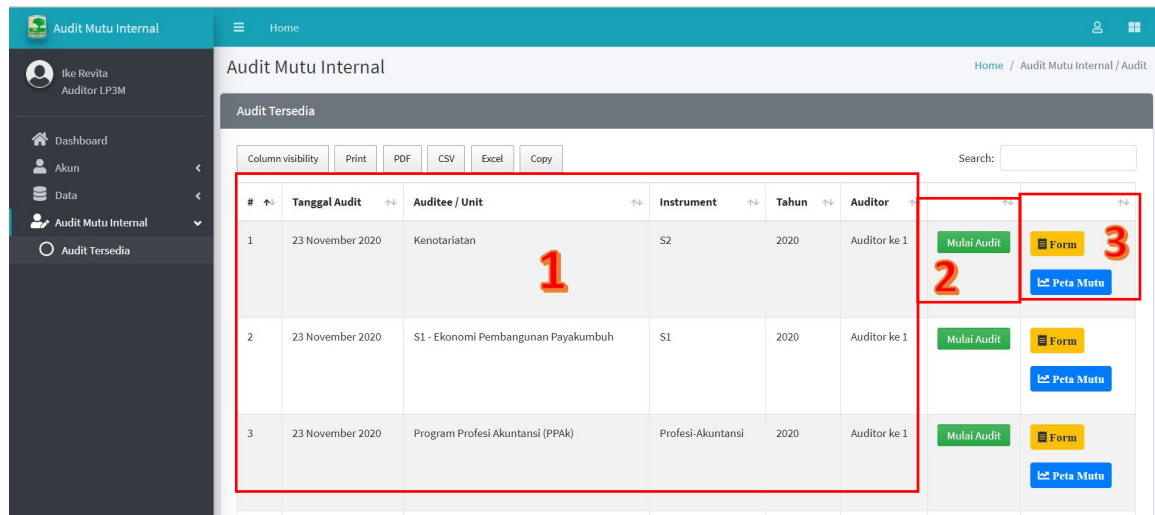 Audit Mutu Internal
Home
Ike Revita
Auditor LP3M
Audit Mutu Internal
Home / Audit Mutu Internal / Audit
Audit Tersedia
Dashboard
Akun
Data
Audit Mutu Internal
Audit Tersedia
Column visibility Print PDF CSV Excel Copy
Search:
# Tanggal Audit Auditee / Unit Instrument Tahun Auditor
1 23 November 2020 Kenotariatan S2 2020 Auditor ke 1 Mulai Audit Form
Peta Mutu
1
2
3
2 23 November 2020 S1 - Ekonomi Pembangunan Payakumbuh S1 2020 Auditor ke 1 Mulai Audit Form
Peta Mutu
3 23 November 2020 Program Profesi Akuntansi (PPAk) Profesi-Akuntansi 2020 Auditor ke 1 Mulai Audit Form
Peta Mutu